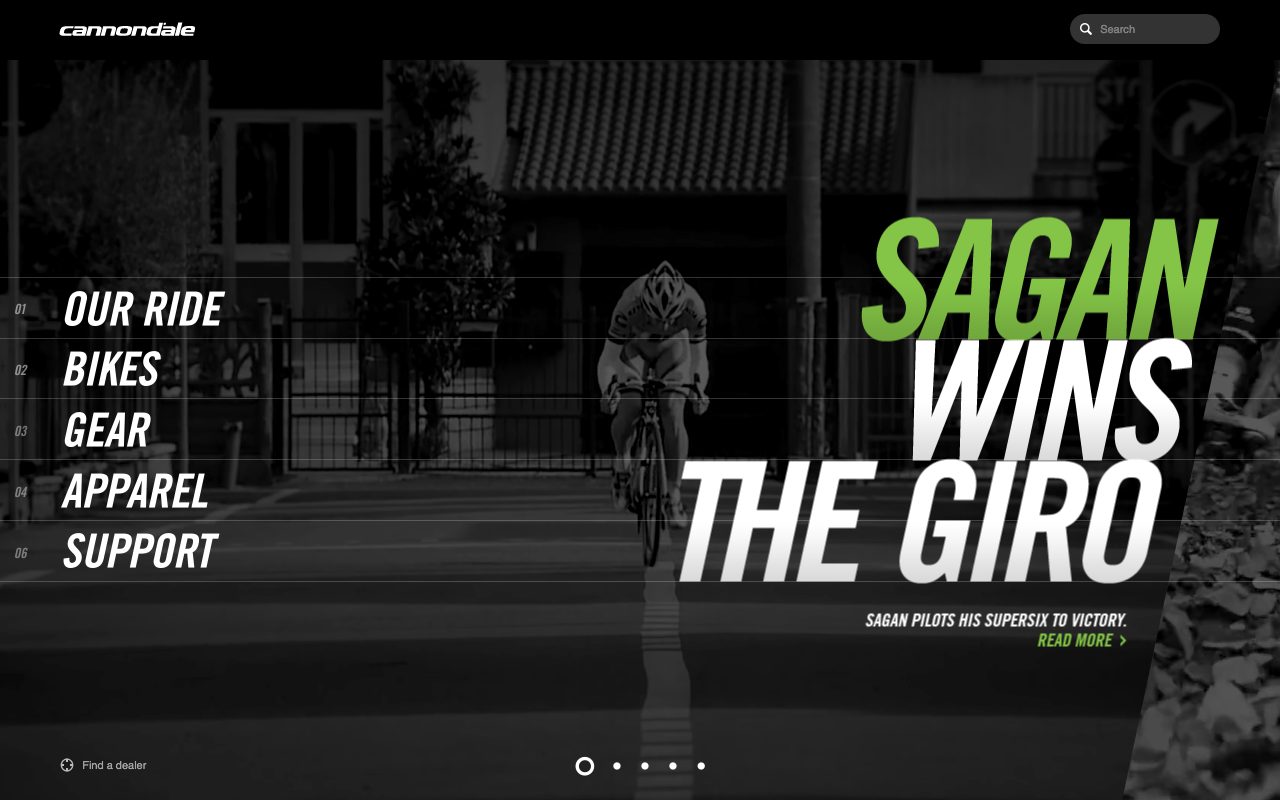 cannondale
Search
STO
SAGAN
WINS
THE GIRO
01 OUR RIDE
02 BIKES
03 GEAR
04 APPAREL
06 SUPPORT
SAGAN PILOTS HIS SUPERSIX TO VICTORY.
READ MORE >
Find a dealer